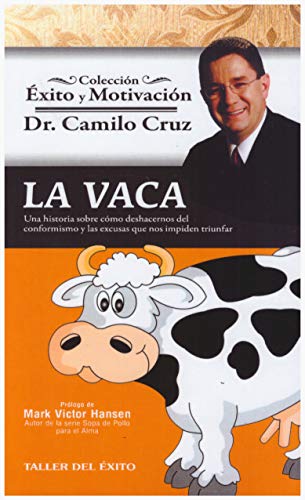 Colección
Éxito y Motivación
Dr. Camilo Cruz
LA VACA
Una historia sobre cómo deshacernos del
conformismo y las excusas que nos impiden triunfar
Prólogo de
Mark Victor Hansen
Autor de la serie Sopa de Pollo
para el Alma
TALLER DEL ÉXITO